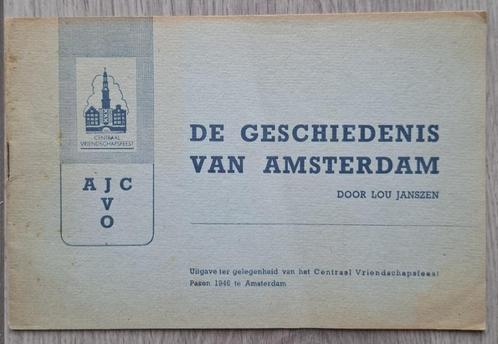 CENTRAAL
VRIENDSCHAPSFEEST
AJC
V
O
DE GESCHIEDENIS
VAN AMSTERDAM
DOOR LOU JANSZEN
Uitgave ter gelegenheid van het Centraal Vriendschapsfeest
Pasen 1946 te Amsterdam